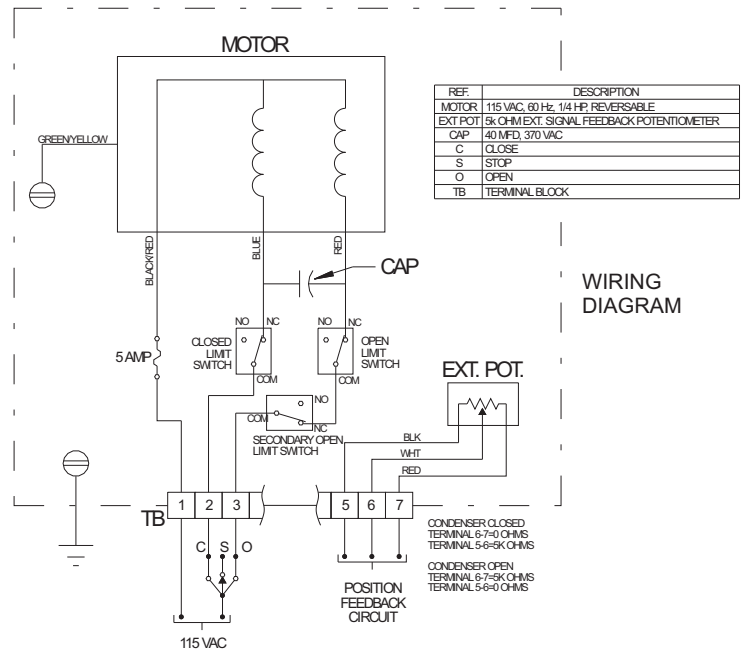 MOTOR
GREEN/YELLOW
BLACK/RED
BLUE
RED
CAP
5 AMP
NO NC
CLOSED
LIMIT
SWITCH
COM
NO NC
OPEN
LIMIT
SWITCH
COM
NO
COM
NC
SECONDARY OPEN
LIMIT SWITCH
REF. DESCRIPTION
MOTOR 115 VAC, 60 Hz, 1/4 HP, REVERSABLE
EXT POT 5k OHM EXT. SIGNAL FEEDBACK POTENTIOMETER
CAP 40 MFD, 370 VAC
C CLOSE
S STOP
O OPEN
TB TERMINAL BLOCK
WIRING
DIAGRAM
EXT. POT.
BLK
WHT
RED
TB 1 2 3 5 6 7
C S O
115 VAC
POSITION
FEEDBACK
CIRCUIT
CONDENSER CLOSED
TERMINAL 6-7=0 OHMS
TERMINAL 5-6=5K OHMS
CONDENSER OPEN
TERMINAL 6-7=5K OHMS
TERMINAL 5-6=0 OHMS